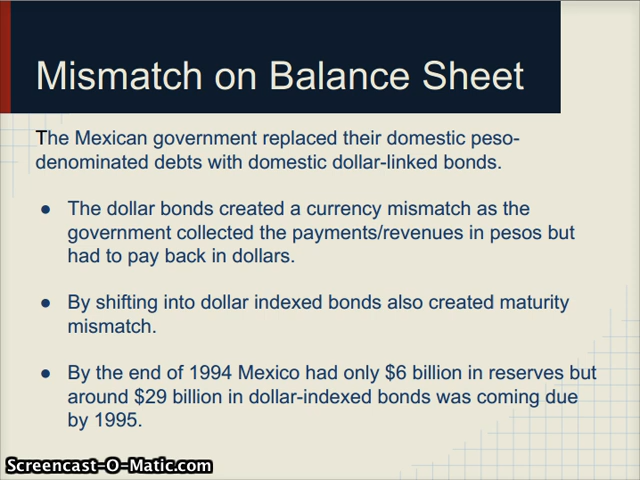 Mismatch on Balance Sheet
The Mexican government replaced their domestic peso-
denominated debts with domestic dollar-linked bonds.
● The dollar bonds created a currency mismatch as the
government collected the payments/revenues in pesos but
had to pay back in dollars.
● By shifting into dollar indexed bonds also created maturity
mismatch.
● By the end of 1994 Mexico had only $6 billion in reserves but
around $29 billion in dollar-indexed bonds was coming due
by 1995.
Screencast-O-Matic.com